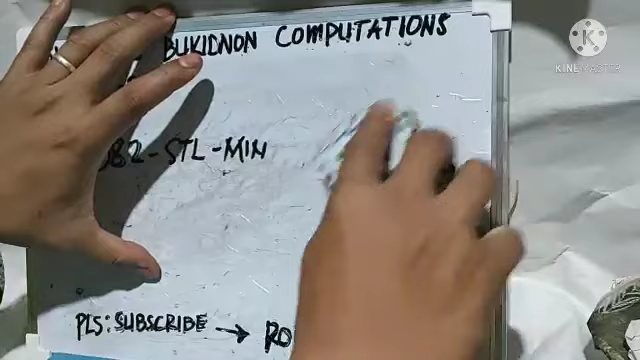 BUKIDNON COMPUTATIONS
KINEMASTER
82-STL-MIN
PLS: SUBSCRIBE → RO